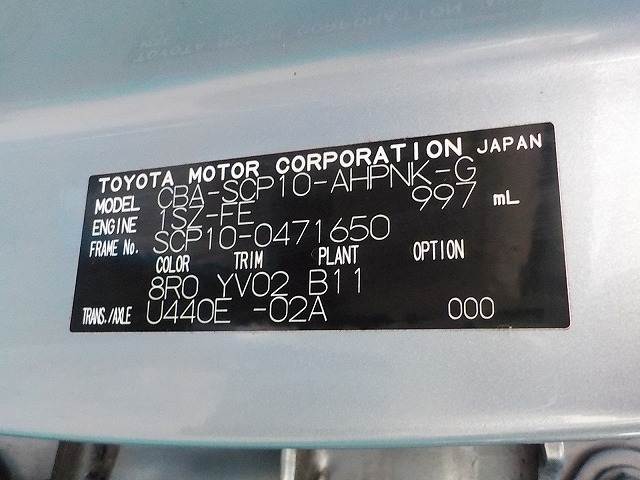 TOYOTA MOTOR CORPORATION JAPAN
MODEL CBA-SCP10-AHPNK-G
ENGINE 1SZ-FE 997 mL
FRAME No. SCP10-0471650
COLOR TRIM PLANT OPTION
8R0 YV02 B11
TRANS./AXLE U440E -02A 000